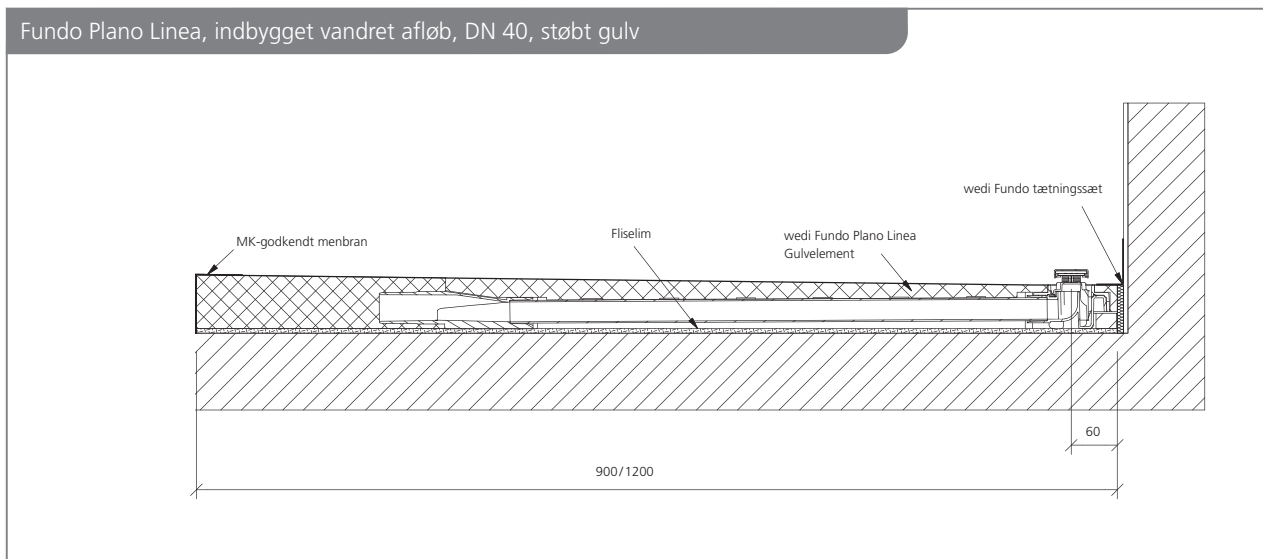 Fundo Plano Linea, indbygget vandret afløb, DN 40, støbt gulv
wedi Fundo tætningssæt
MK-godkendt menbran
Fliselim
wedi Fundo Plano Linea
Gulvelement
60
900/1200